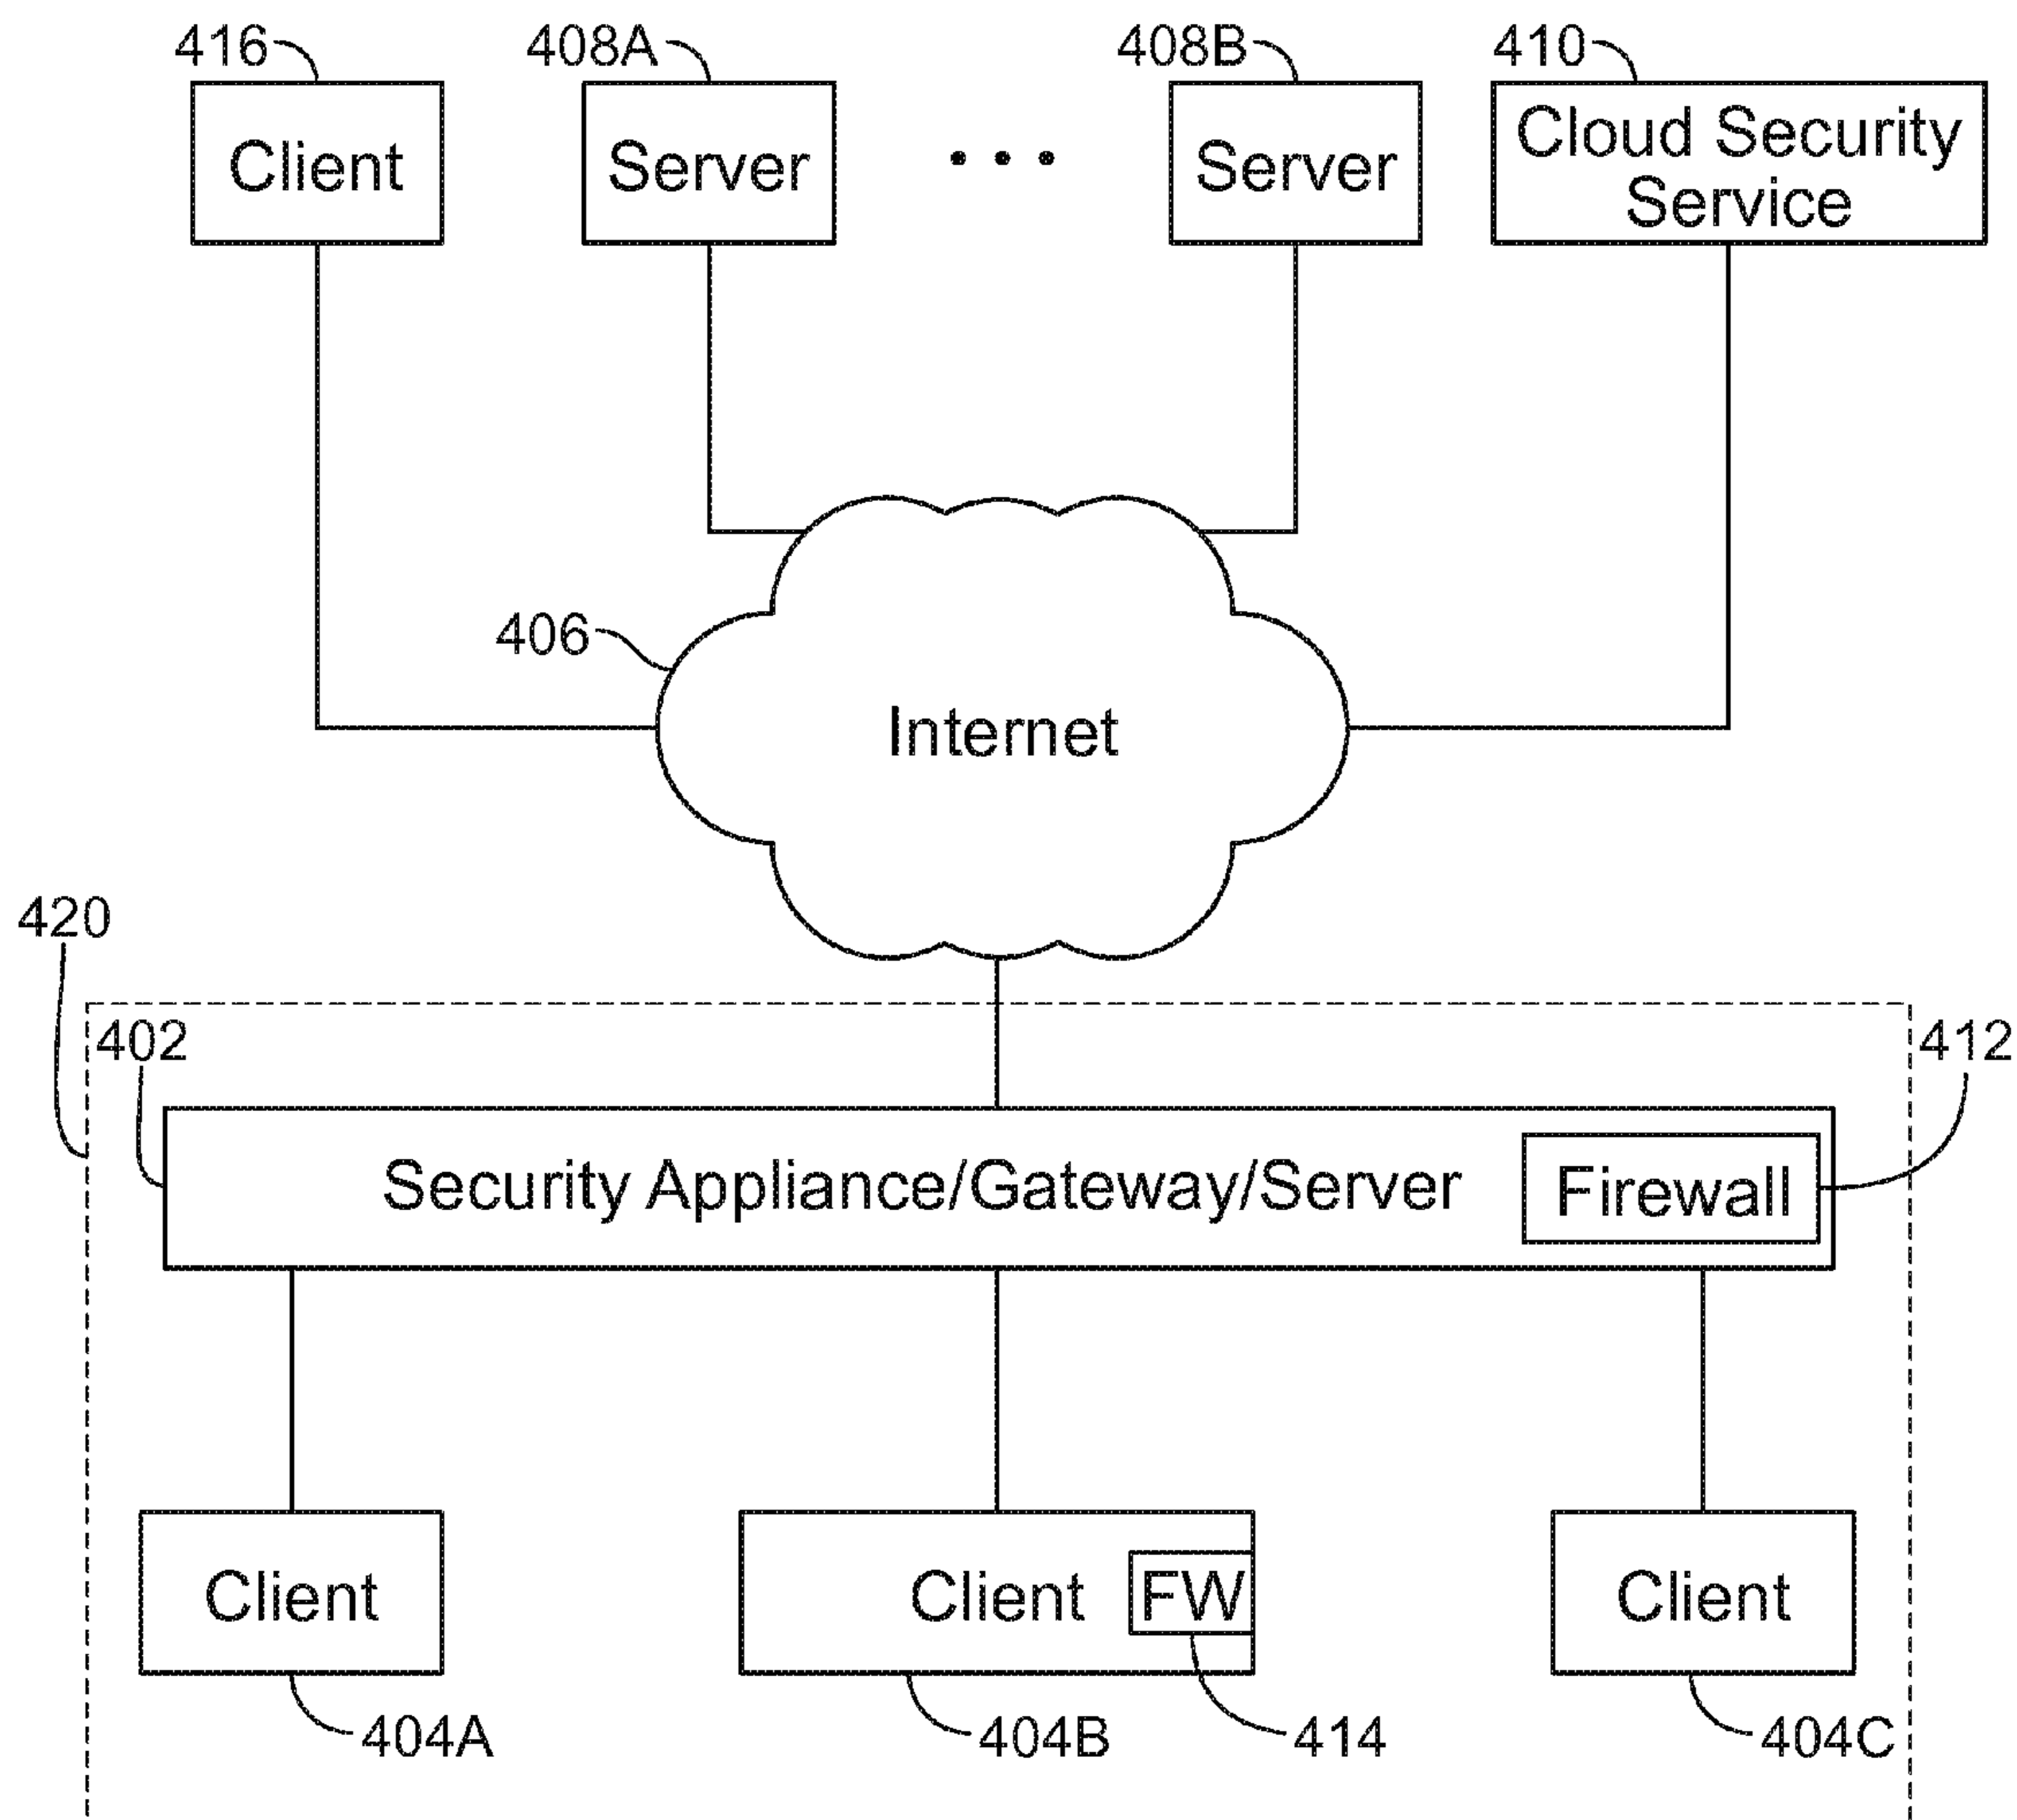 416
408A
408B
410
Client
Server
• • •
Server
Cloud Security
Service
406
Internet
420
402
412
Security Appliance/Gateway/Server
Firewall
Client
Client
FW
Client
404A
404B
414
404C